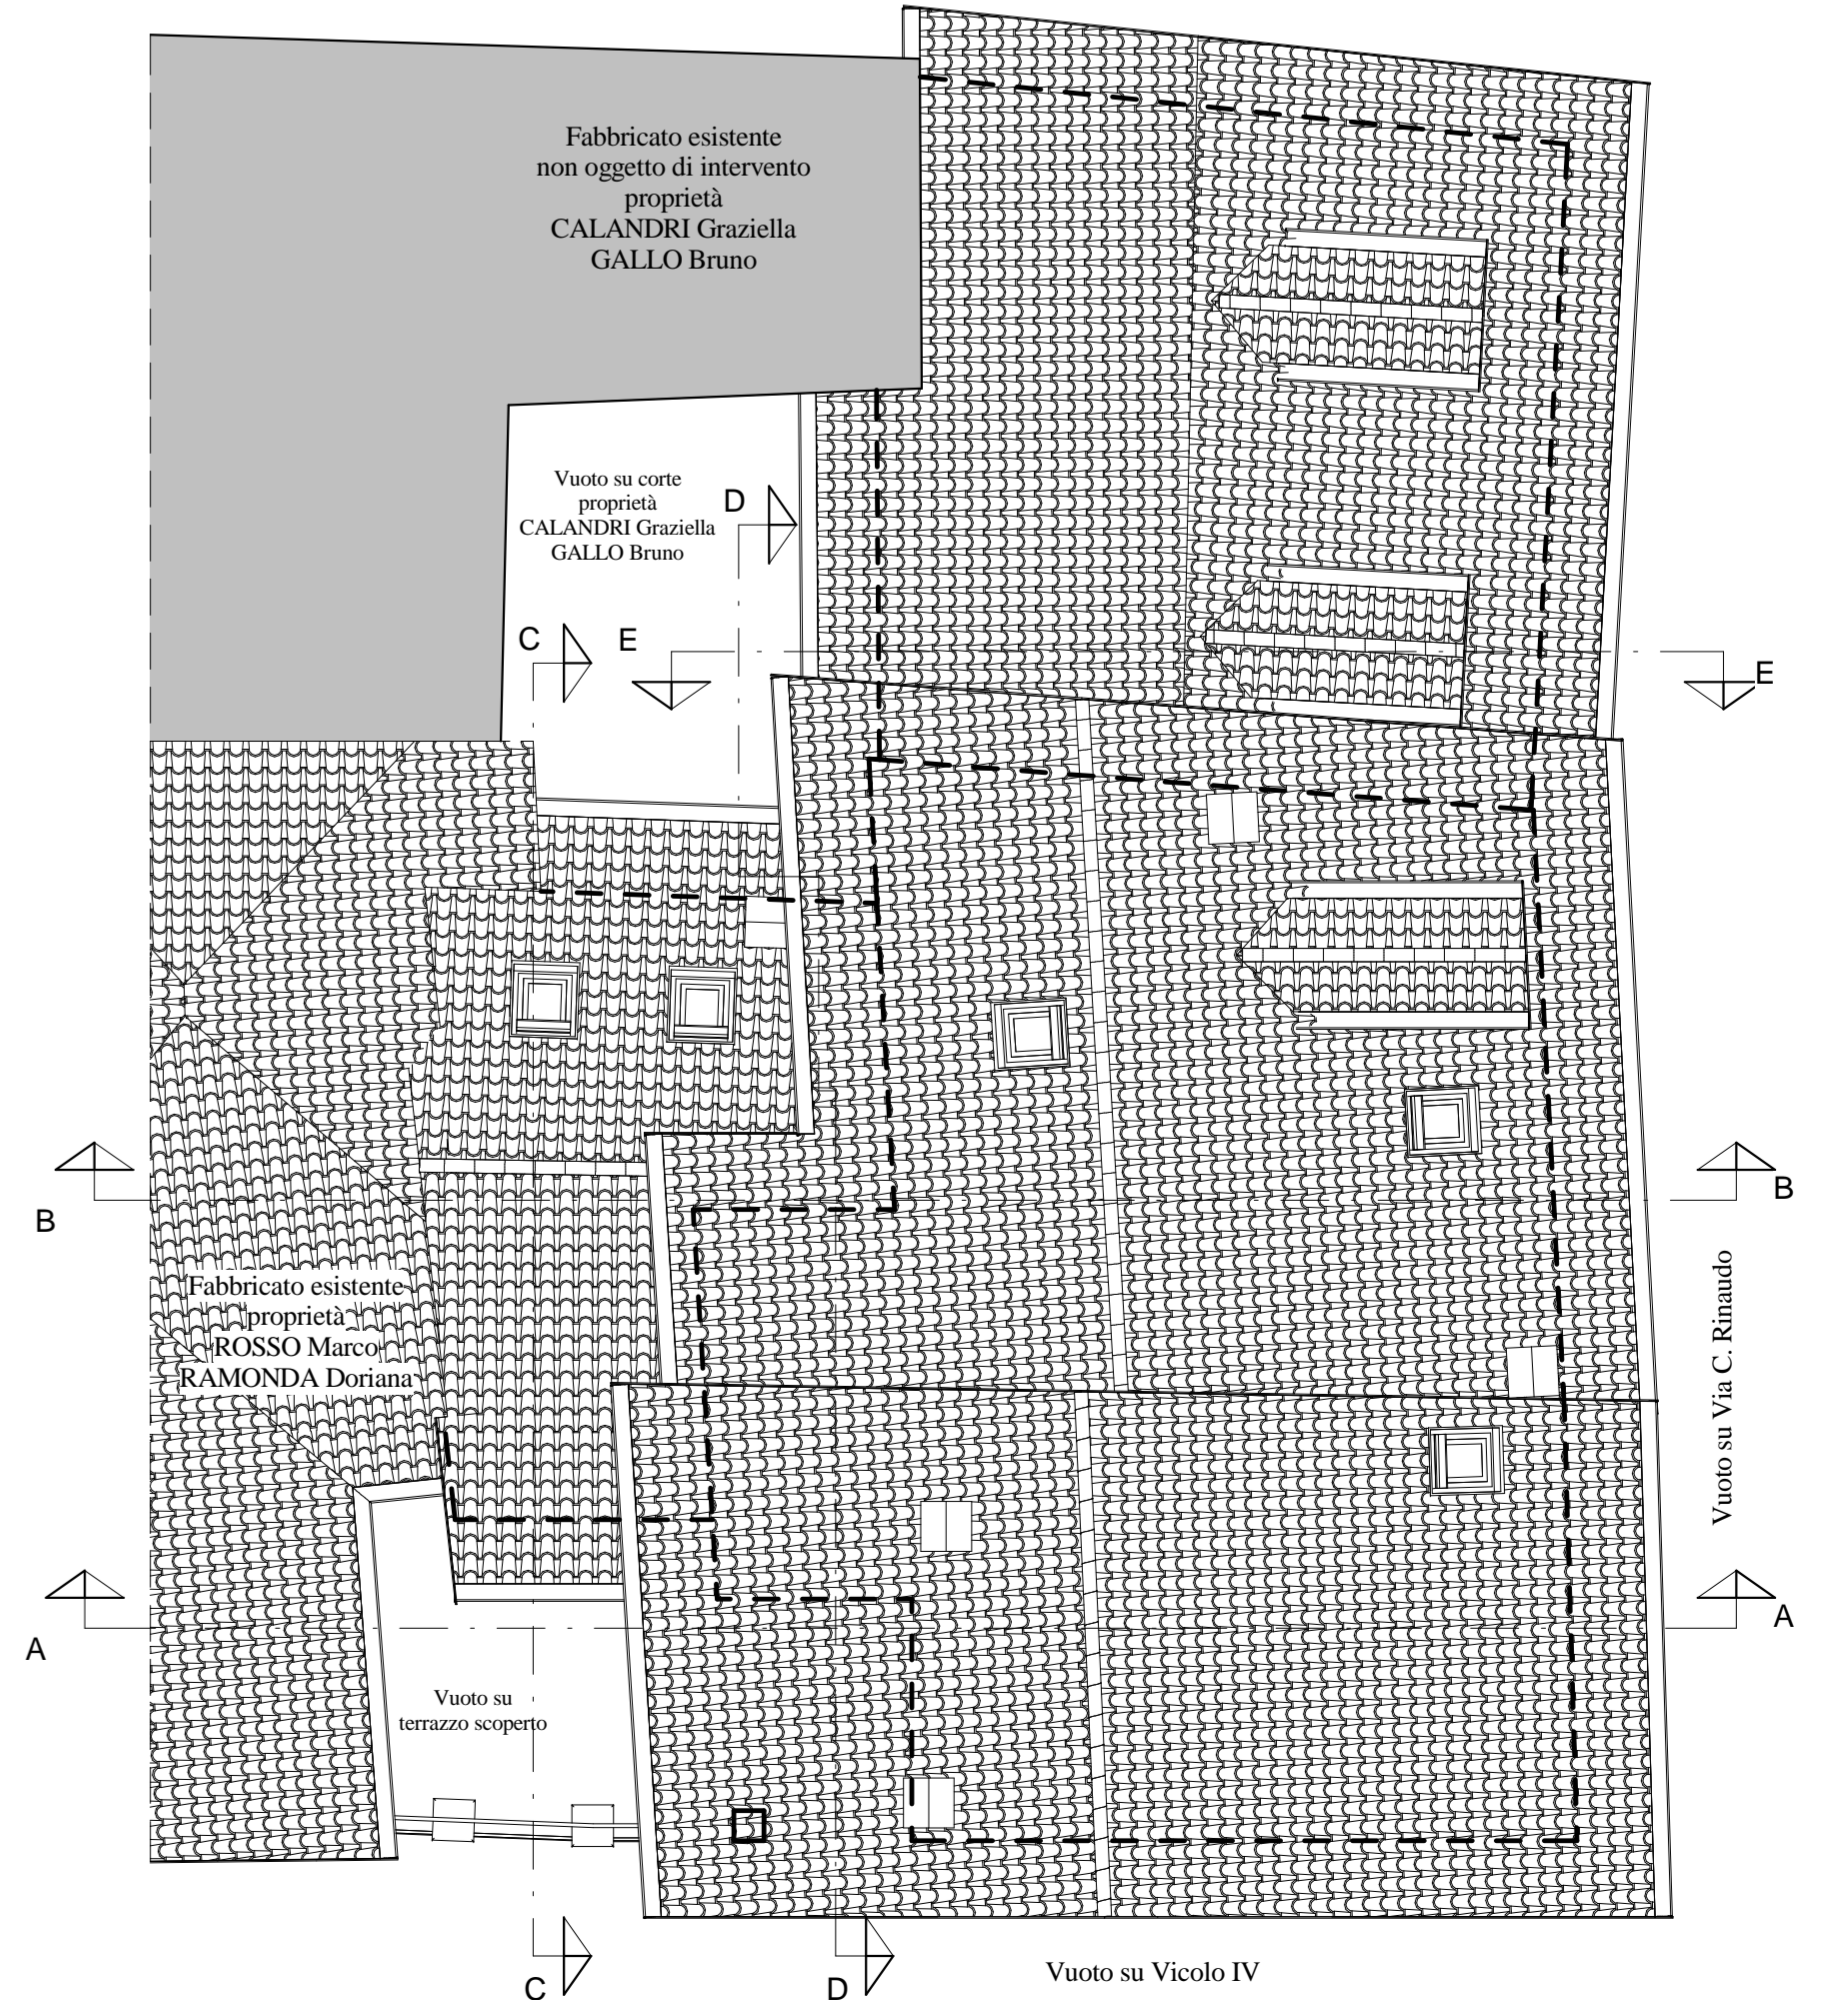 Fabbricato esistente
non oggetto di intervento
proprietà
CALANDRI Graziella
GALLO Bruno
Vuoto su corte
proprietà
CALANDRI Graziella
GALLO Bruno
D
C
E
E
B
B
Fabbricato esistente
proprietà
ROSSO Marco
RAMONDA Doriana
Vuoto su Via C. Rinaudo
A
A
Vuoto su
terrazzo scoperto
C
D
Vuoto su Vicolo IV